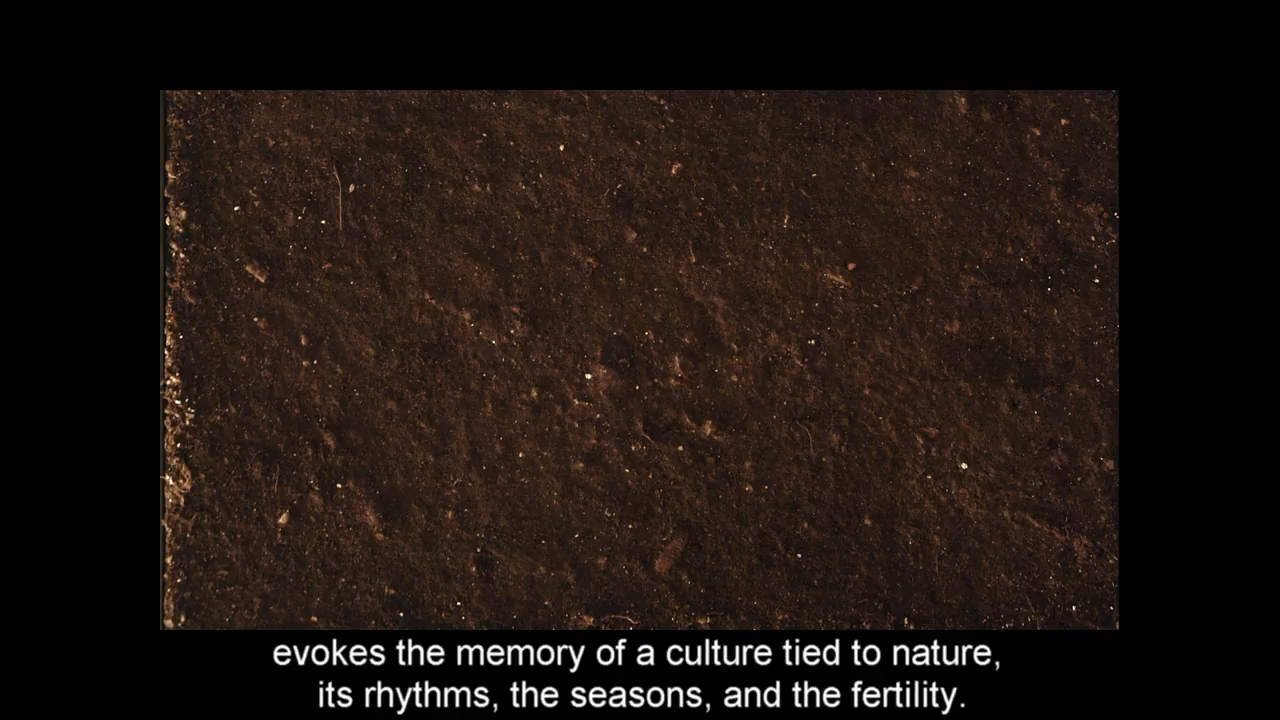 evokes the memory of a culture tied to nature,
its rhythms, the seasons, and the fertility.